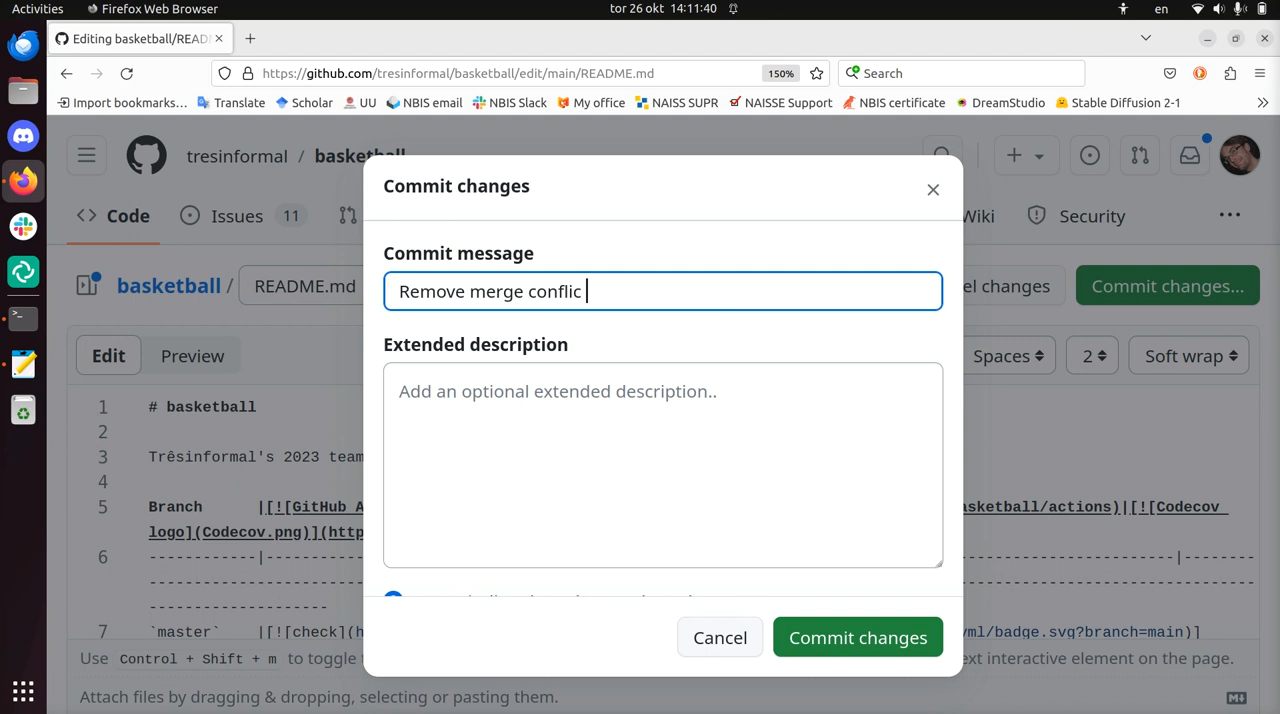 Activities Firefox Web Browser tor 26 okt 14:11:40 en
Editing basketball/READ
https://github.com/tresinformal/basketball/edit/main/README.md 150% Search
Import bookmarks... Translate Scholar UU NBIS email NBIS Slack My office NAISS SUPR NAISSE Support NBIS certificate DreamStudio Stable Diffusion 2-1
tresinformal / basketball
Commit changes
Code Issues 11 Wiki Security
Commit message
basketball / README.md Remove merge conflic el changes Commit changes...
Extended description
Edit Preview Spaces 2 Soft wrap
Add an optional extended description..
1 # basketball
2
3 Trêsinformal's 2023 team
4
5 Branch |[![GitHub A asketball/actions)|[![Codecov
logo](Codecov.png)](http
6 ------------|--- ---|--------
--------------------
7 `master` |[![check](h yml/badge.svg?branch=main)]
Cancel Commit changes
Use Control + Shift + m to toggle ext interactive element on the page.
Attach files by dragging & dropping, selecting or pasting them.